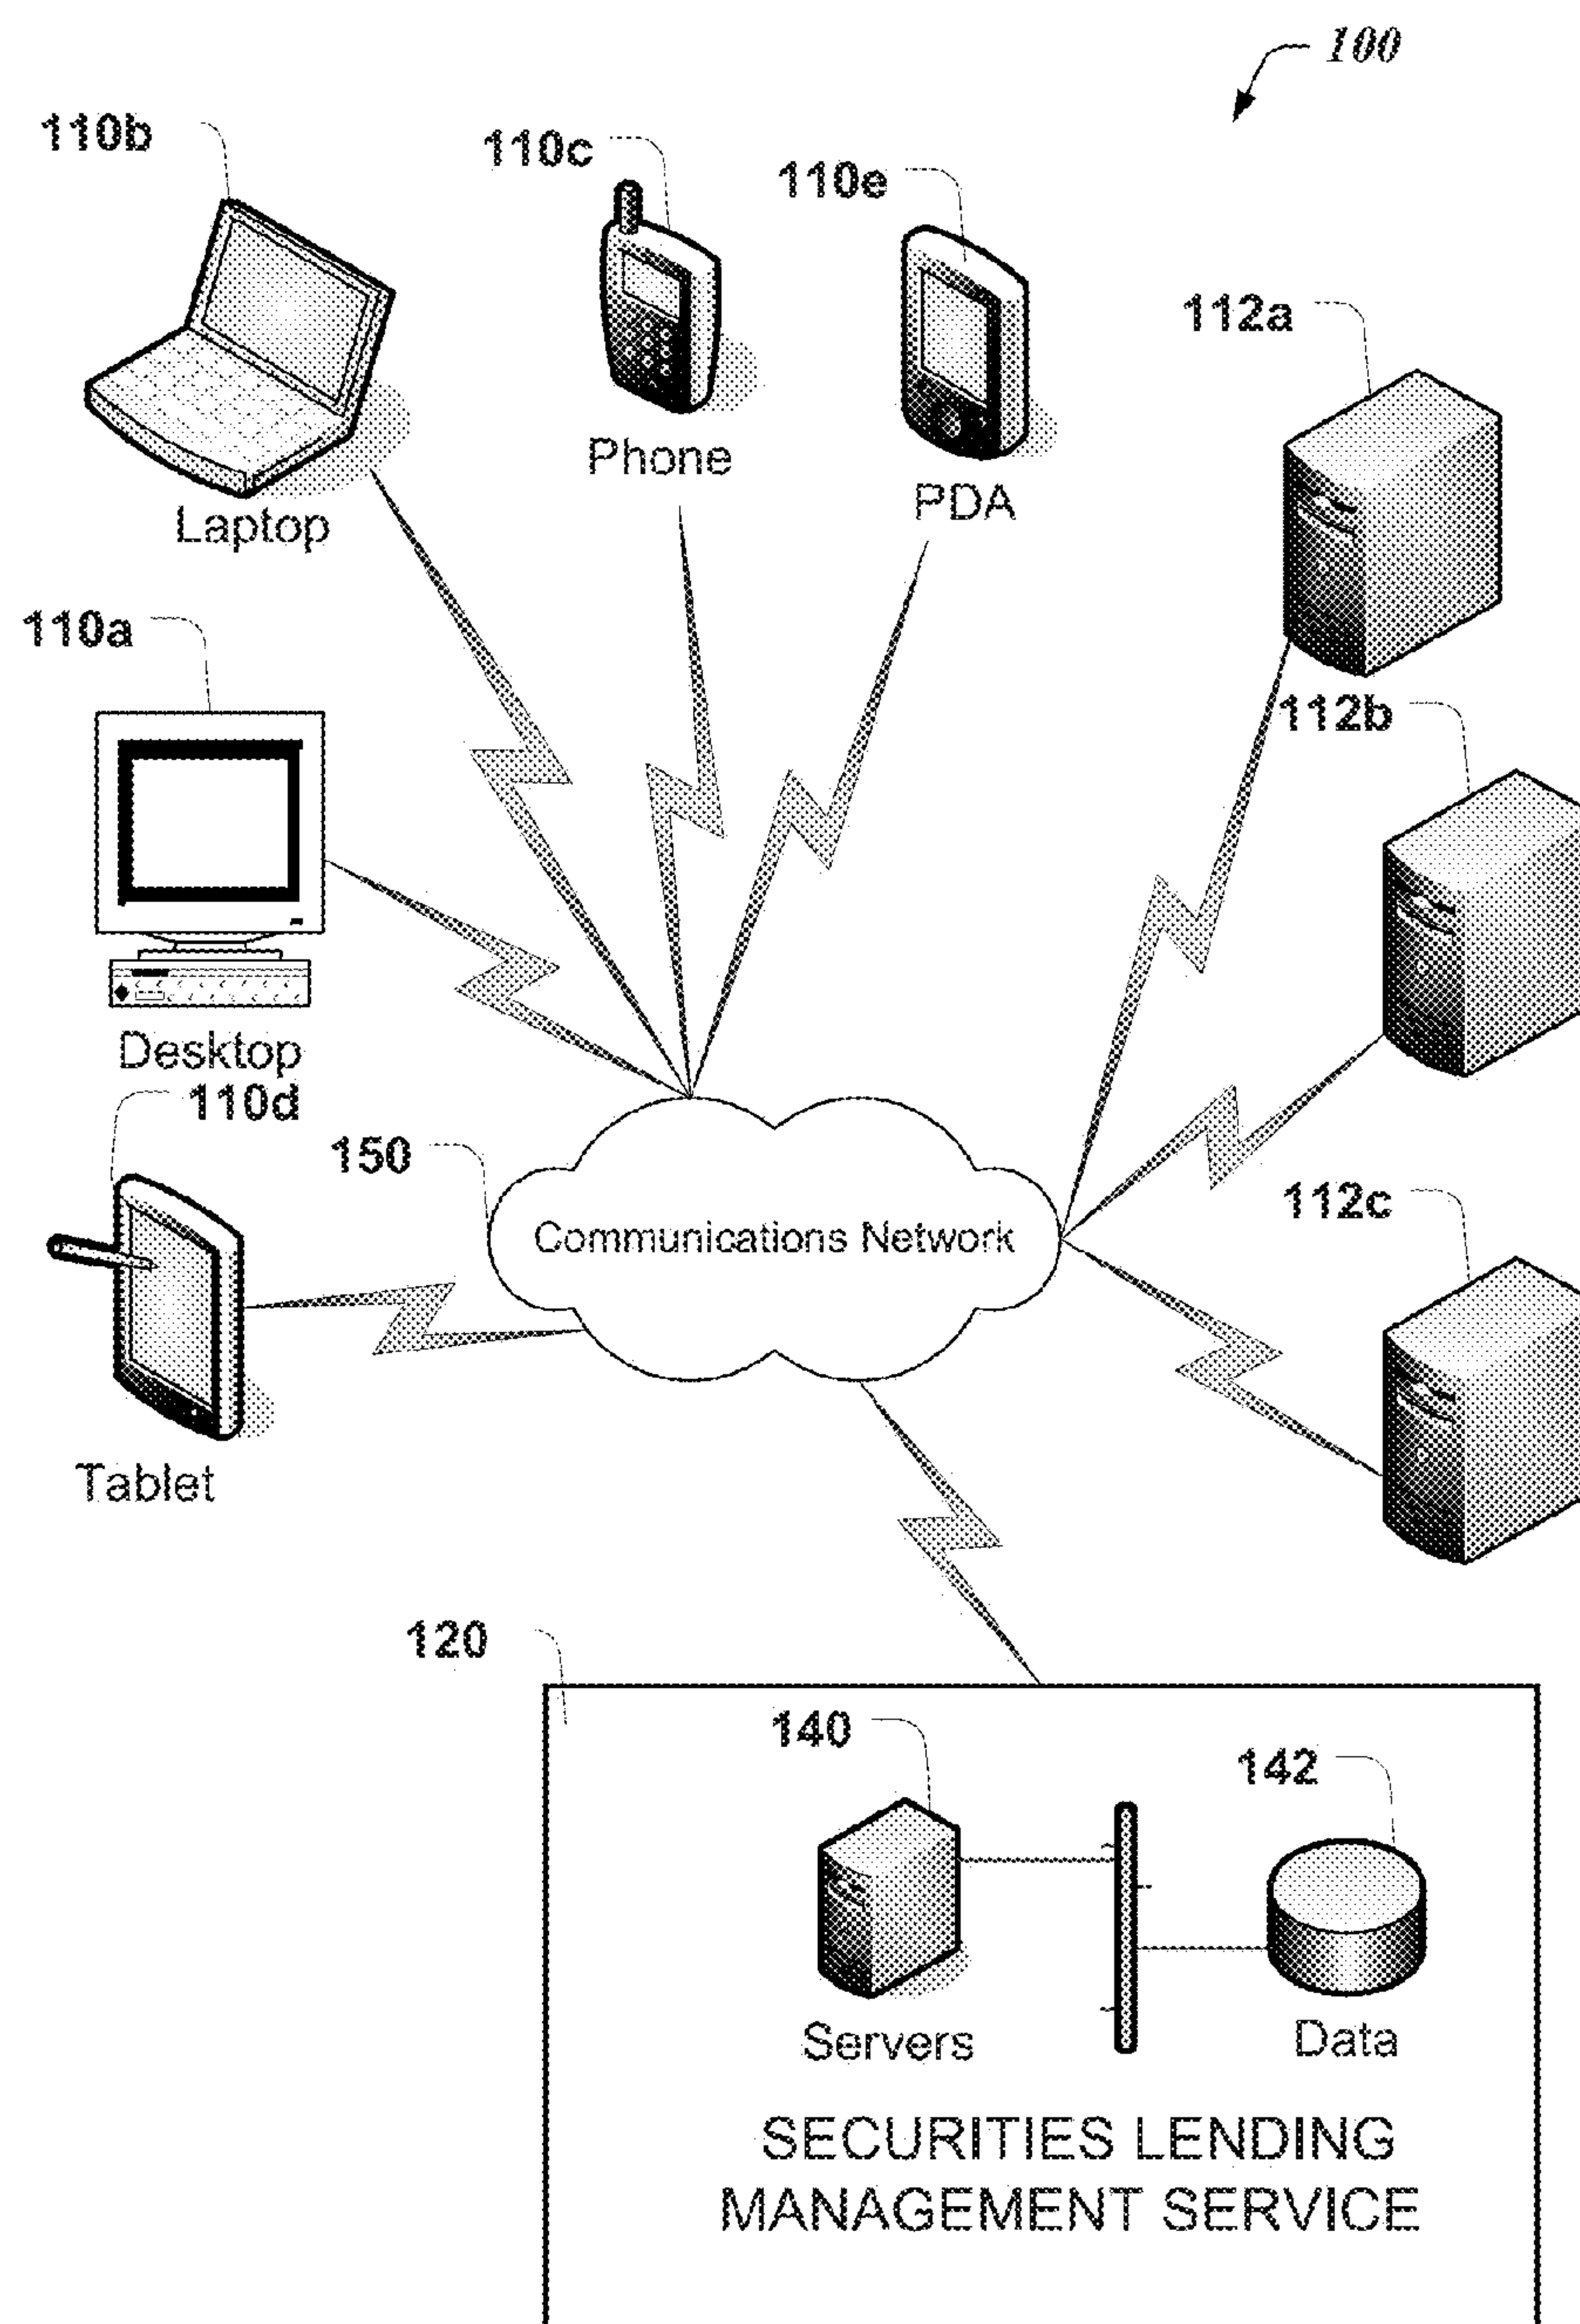 100
110b
110c
110e
112a
Phone
PDA
Laptop
110a
112b
Desktop
110d
150
Communications Network
112c
Tablet
120
140
142
Servers
Data
SECURITIES LENDING
MANAGEMENT SERVICE